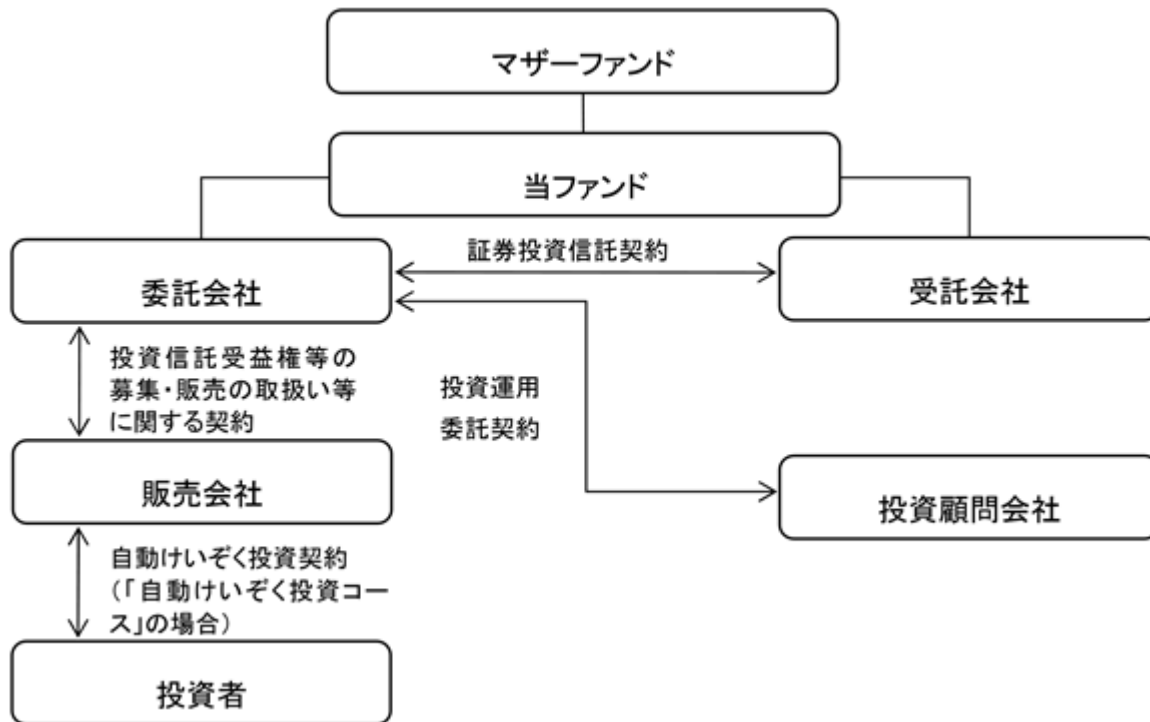 マザーファンド
当ファンド
証券投資信託契約
委託会社
受託会社
投資信託受益権等の
募集・販売の取扱い等
に関する契約
投資運用
委託契約
販売会社
投資顧問会社
自動けいぞく投資契約
(「自動けいぞく投資コー
ス」の場合)
投資者